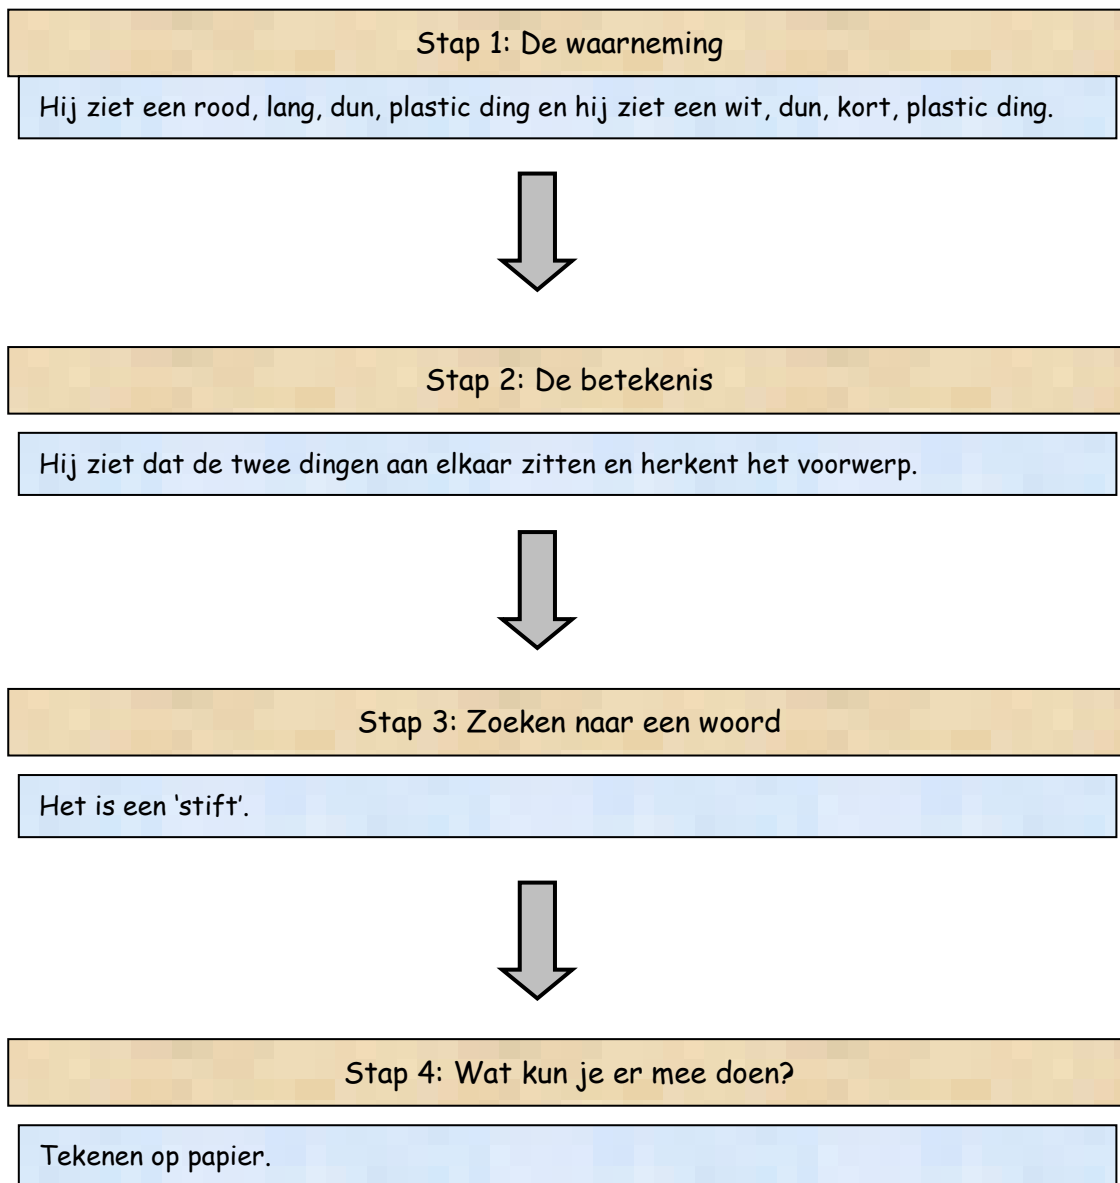 Stap 1: De waarneming
Hij ziet een rood, lang, dun, plastic ding en hij ziet een wit, dun, kort, plastic ding.
Stap 2: De betekenis
Hij ziet dat de twee dingen aan elkaar zitten en herkent het voorwerp.
Stap 3: Zoeken naar een woord
Het is een ‘stift’.
Stap 4: Wat kun je er mee doen?
Tekenen op papier.